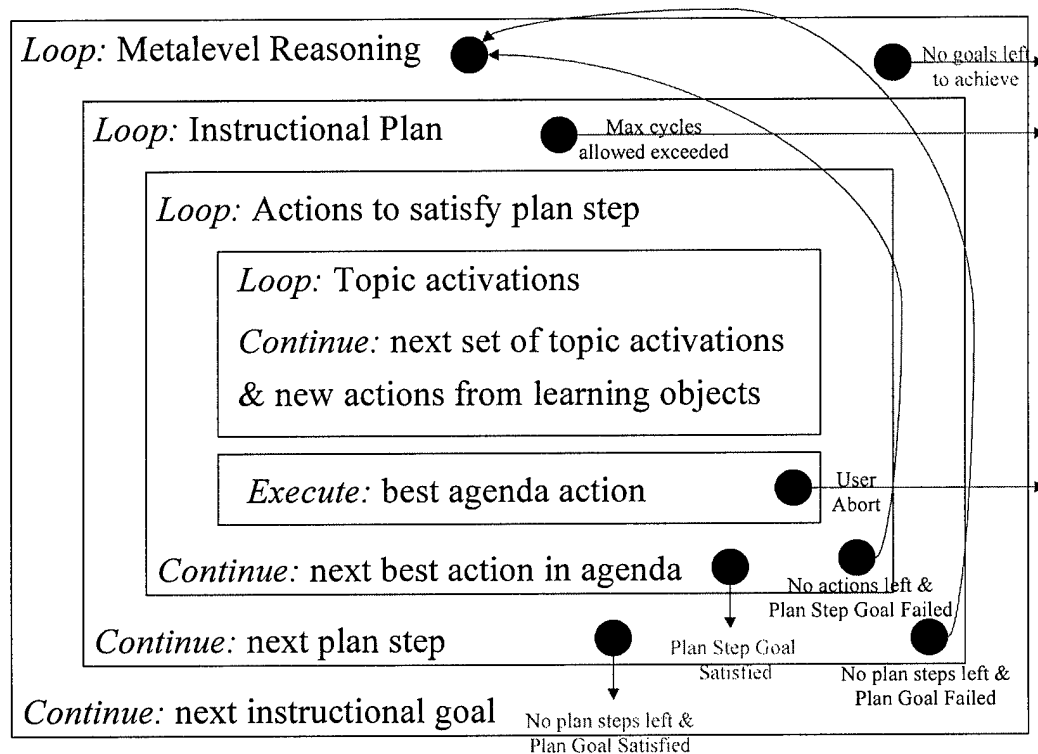 Loop: Metalevel Reasoning
No goals left
to achieve
Loop: Instructional Plan
Max cycles
allowed exceeded
Loop: Actions to satisfy plan step
Loop: Topic activations
Continue: next set of topic activations
& new actions from learning objects
Execute: best agenda action
User
Abort
Continue: next best action in agenda
No actions left &
Plan Step Goal Failed
Continue: next plan step
Plan Step Goal
Satisfied
No plan steps left &
Plan Goal Failed
Continue: next instructional goal
No plan steps left &
Plan Goal Satisfied